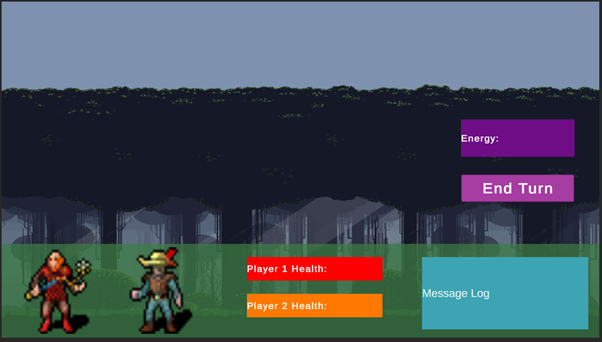 Energy:
End Turn
Player 1 Health:
Player 2 Health:
Message Log